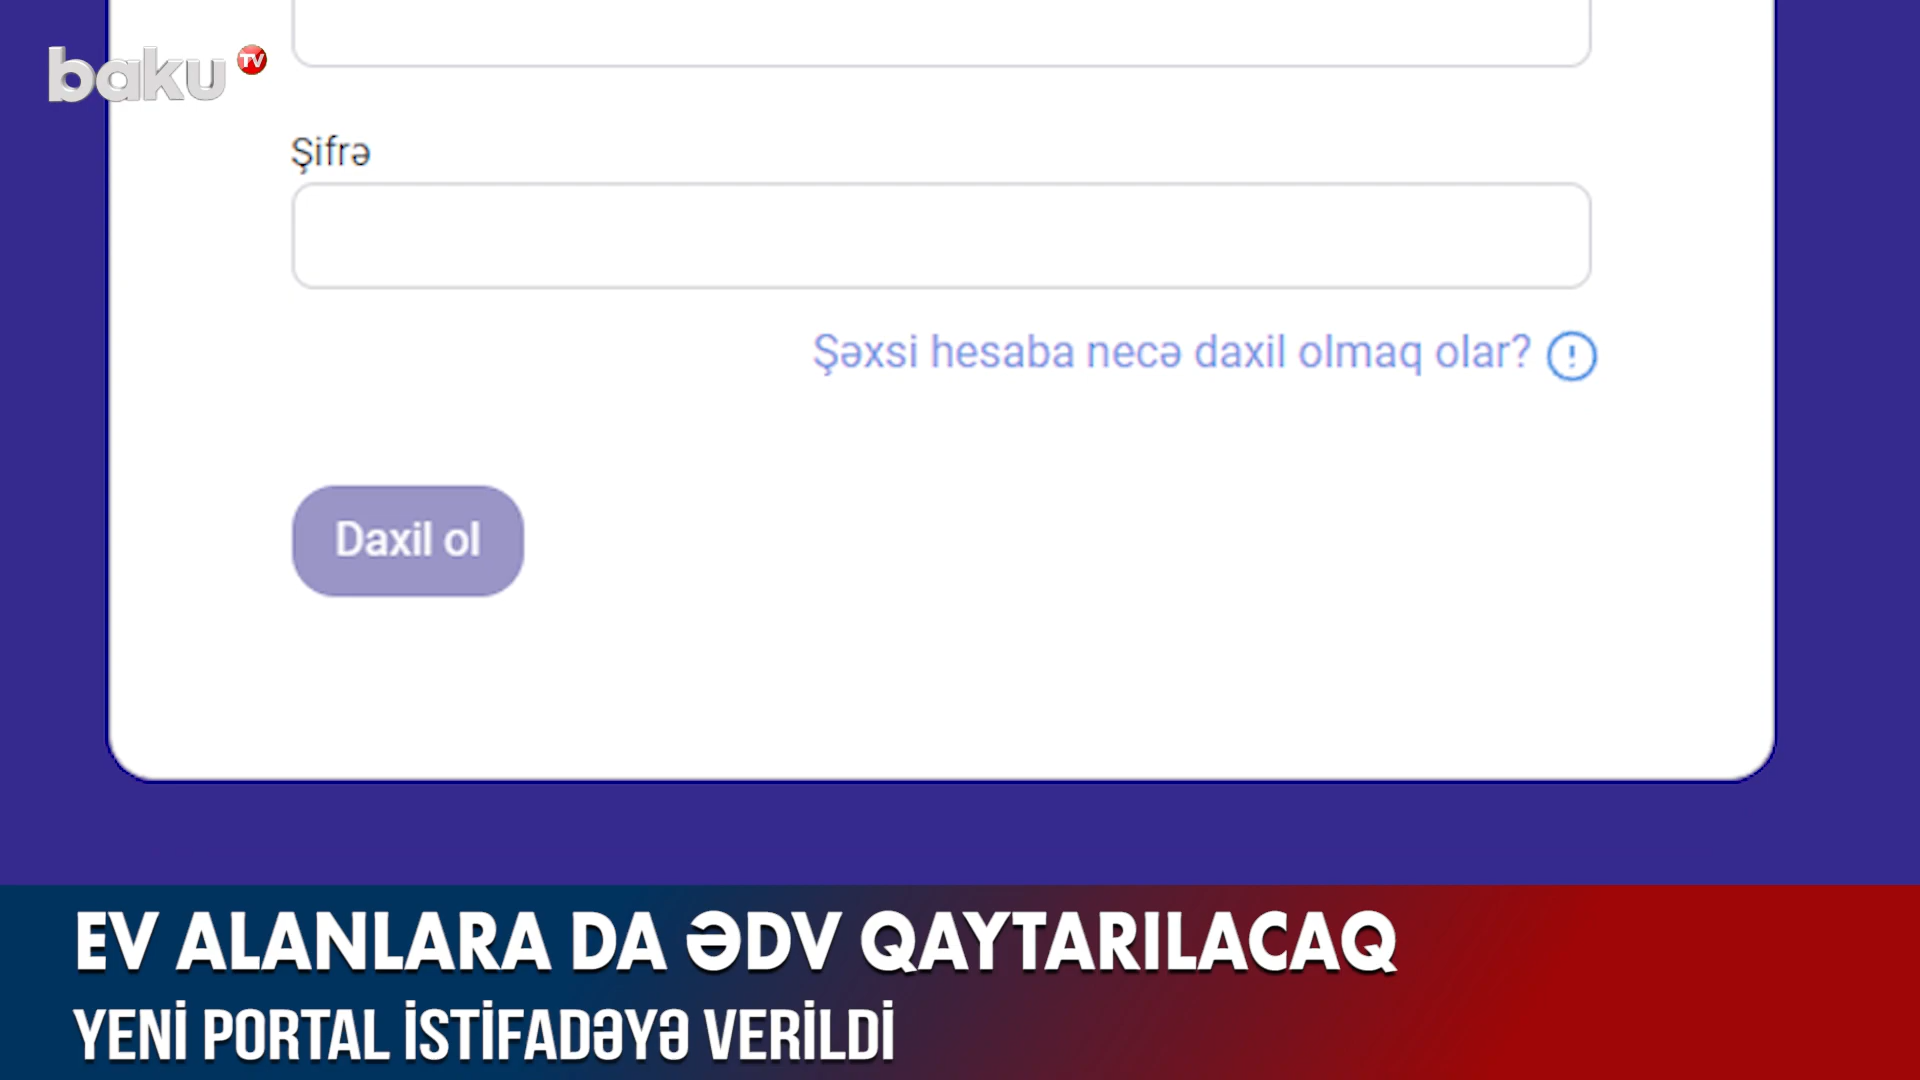 baku TV
Şifrə
Şəxsi hesaba necə daxil olmaq olar?
Daxil ol
EV ALANLARA DA ƏDV QAYTARILACAQ
YENİ PORTAL İSTİFADƏYƏ VERİLDİ